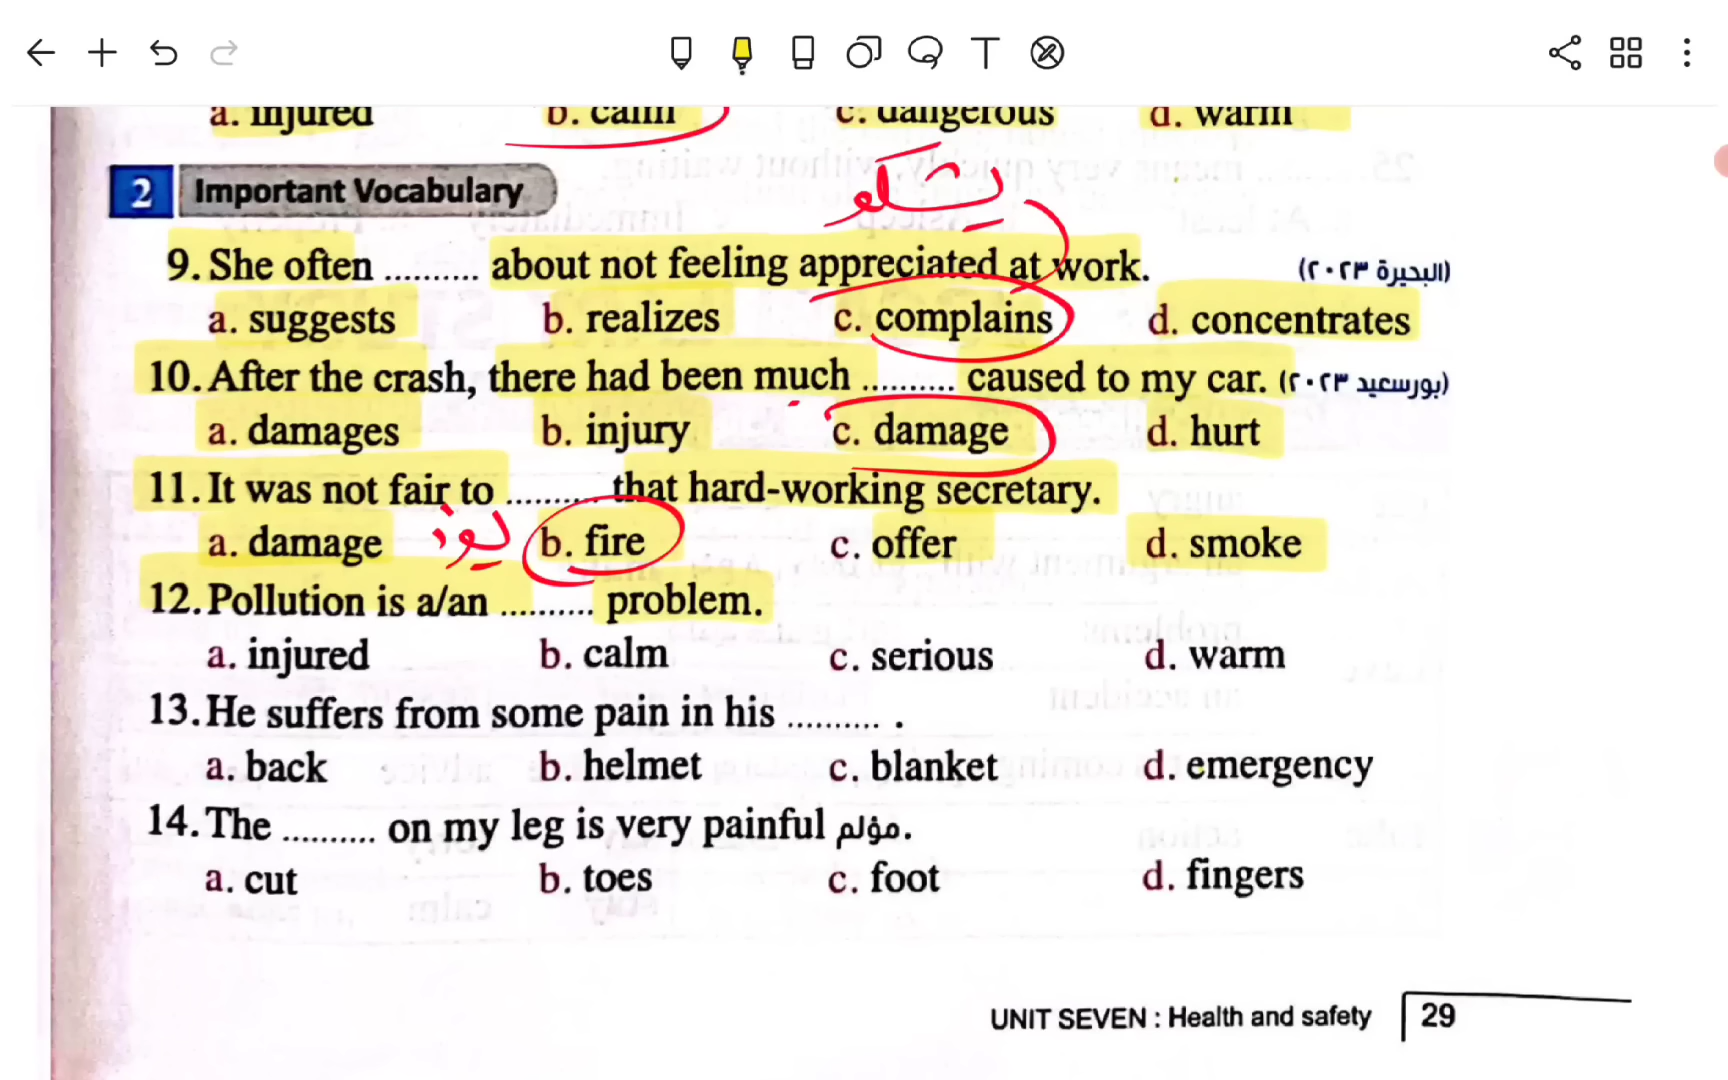 a. injured b. calm c. dangerous d. warm
2 Important Vocabulary
يشكو
9. She often .......... about not feeling appreciated at work. (البحيرة ٢٠٢٣)
a. suggests b. realizes c. complains d. concentrates
10. After the crash, there had been much .......... caused to my car. (بورسعيد ٢٠٢٣)
a. damages b. injury c. damage d. hurt
11. It was not fair to .......... that hard-working secretary.
a. damage b. fire c. offer d. smoke
12. Pollution is a/an .......... problem.
a. injured b. calm c. serious d. warm
13. He suffers from some pain in his .......... .
a. back b. helmet c. blanket d. emergency
14. The .......... on my leg is very painful مؤلم.
a. cut b. toes c. foot d. fingers
UNIT SEVEN : Health and safety 29